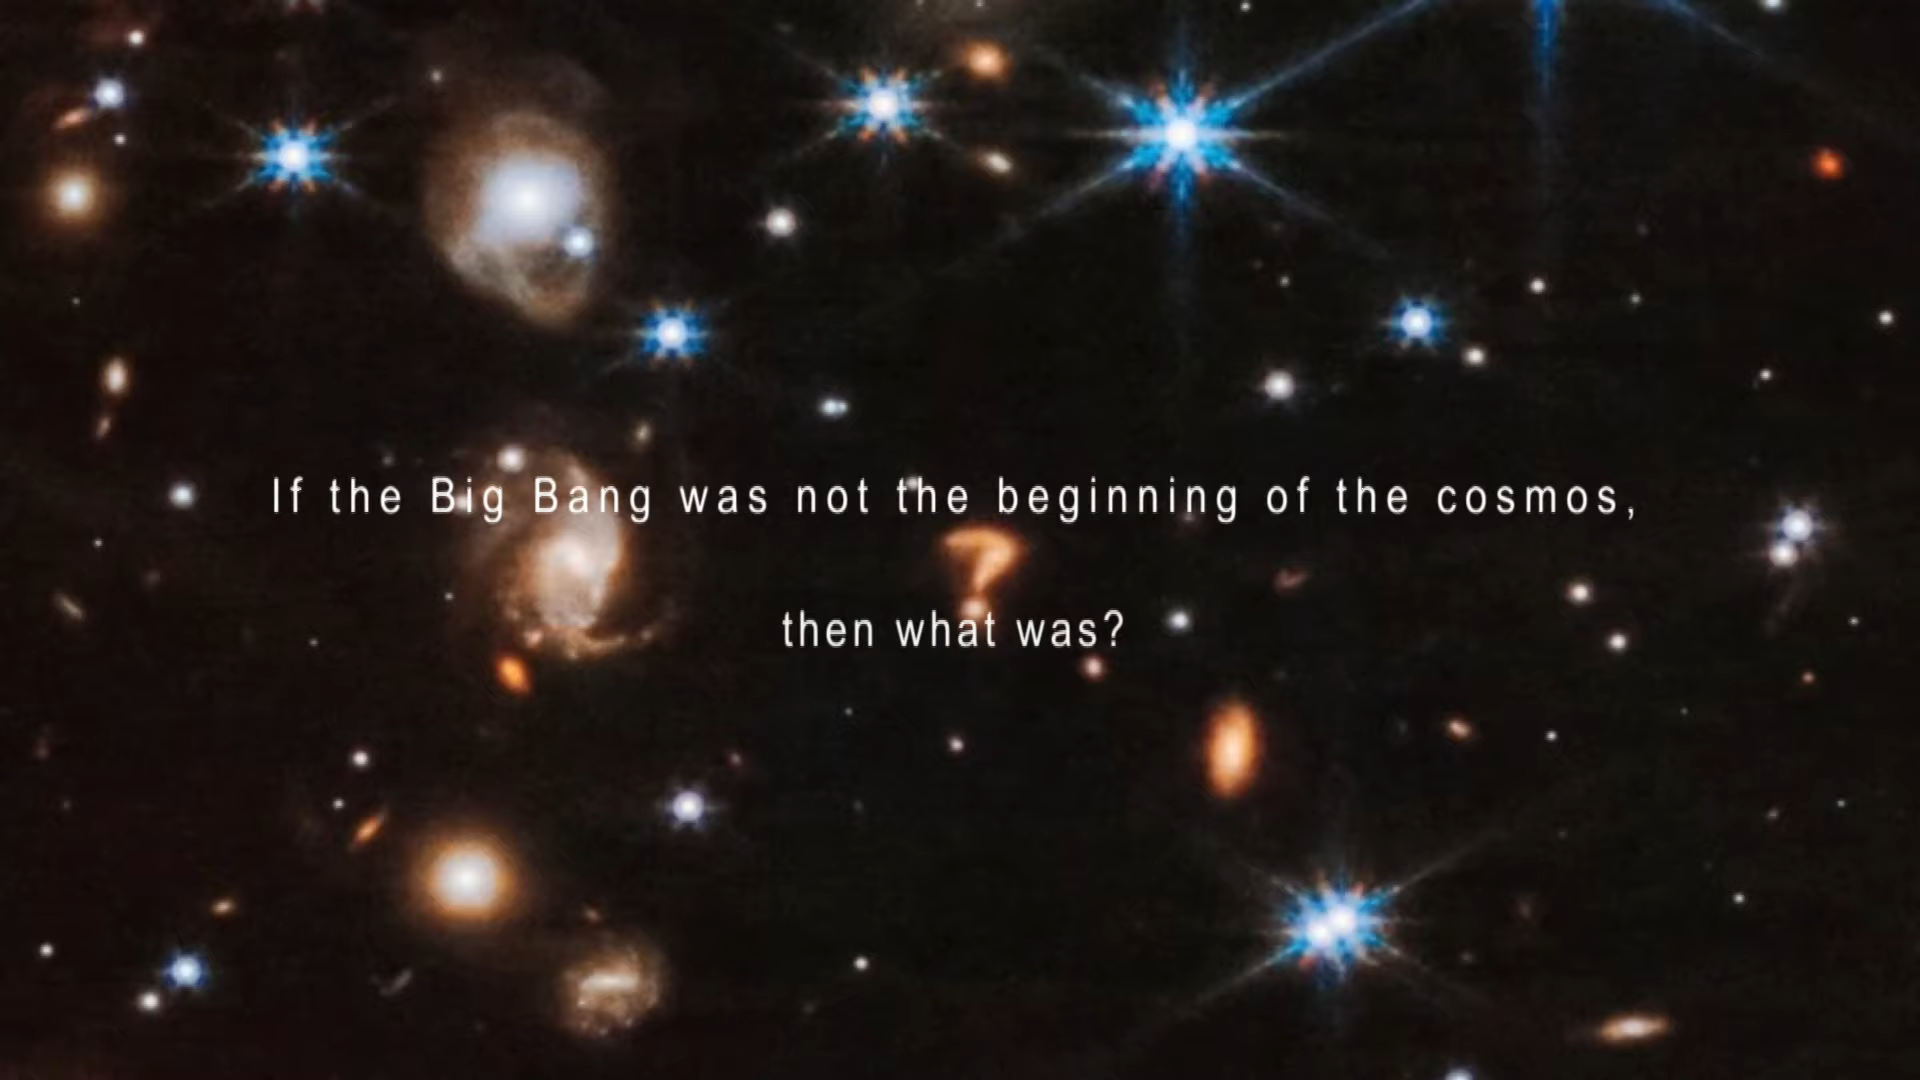 If the Big Bang was not the beginning of the cosmos,
then what was?